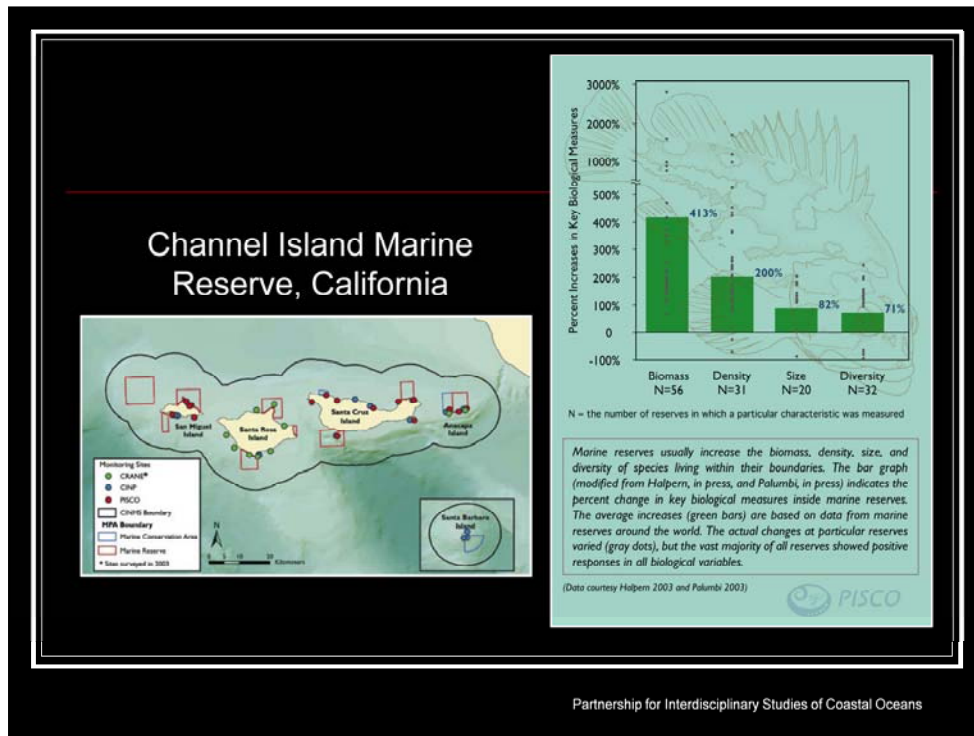 Channel Island Marine
Reserve, California
San Miguel
Island
Santa Rosa
Island
Santa Cruz
Island
Anacapa
Island
Santa Barbara
Island
Monitoring Sites
CRANE*
CINP
PISCO
CINMS Boundary
MPA Boundary
Marine Conservation Area
Marine Reserve
* Sites surveyed in 2003
N
0 5 10 20
Kilometers
Percent Increases in Key Biological Measures
3000%
2000%
1000%
500%
400%
300%
200%
100%
0
-100%
413%
200%
82%
71%
Biomass Density Size Diversity
N=56 N=31 N=20 N=32
N = the number of reserves in which a particular characteristic was measured
Marine reserves usually increase the biomass, density, size, and
diversity of species living within their boundaries. The bar graph
(modified from Halpern, in press, and Palumbi, in press) indicates the
percent change in key biological measures inside marine reserves.
The average increases (green bars) are based on data from marine
reserves around the world. The actual changes at particular reserves
varied (gray dots), but the vast majority of all reserves showed positive
responses in all biological variables.
(Data courtesy Halpern 2003 and Palumbi 2003)
PISCO
Partnership for Interdisciplinary Studies of Coastal Oceans